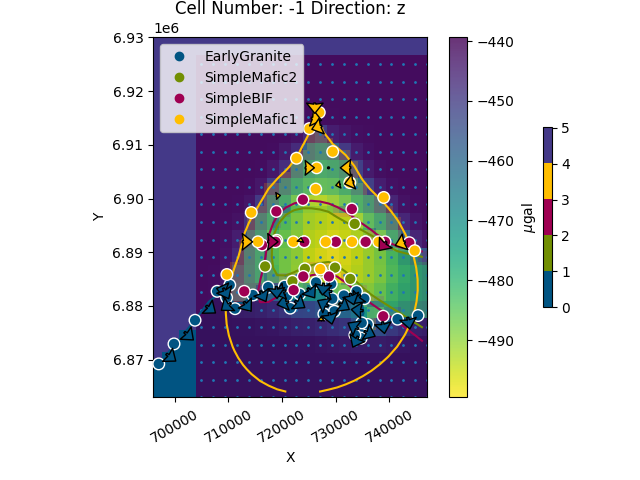 Cell Number: -1 Direction: z
1e6
EarlyGranite
SimpleMafic2
SimpleBIF
SimpleMafic1
6.93
6.92
6.91
6.90
6.89
6.88
6.87
Y
700000
710000
720000
730000
740000
X
−440
−450
−460
−470
−480
−490
μgal
5
4
3
2
1
0